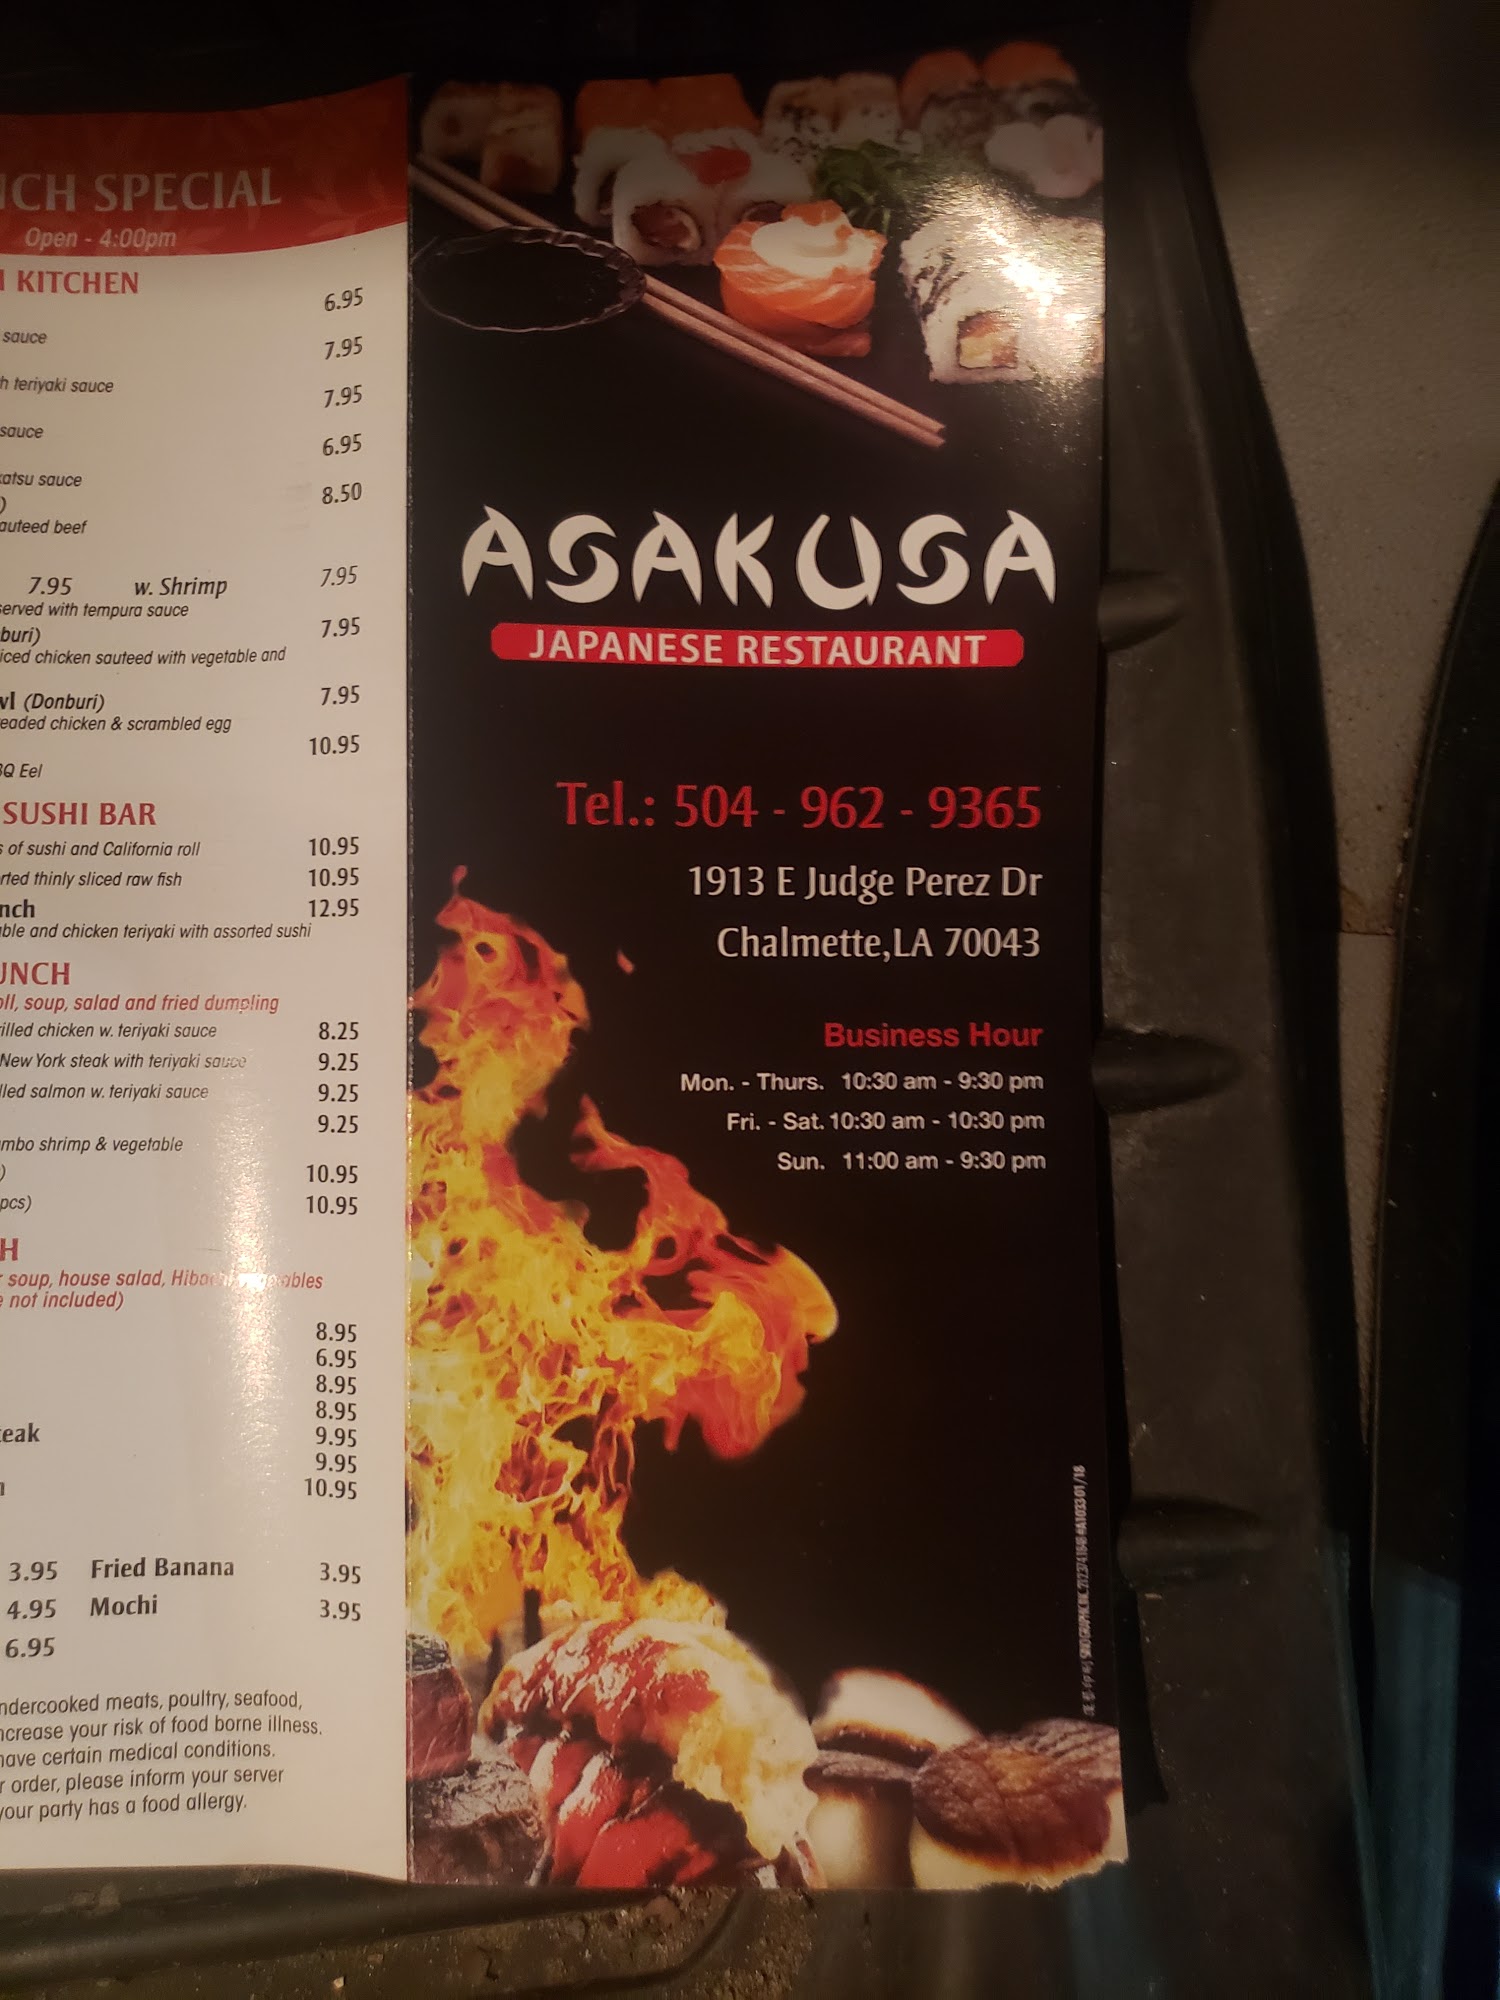 NCH SPECIAL
Open - 4:00pm
KITCHEN
6.95
sauce
7.95
h teriyaki sauce
7.95
sauce
6.95
katsu sauce
8.50
)
auteed beef
7.95 w. Shrimp 7.95
served with tempura sauce
buri) 7.95
iced chicken sauteed with vegetable and
wl (Donburi) 7.95
readed chicken & scrambled egg
10.95
BQ Eel
SUSHI BAR
s of sushi and California roll 10.95
rted thinly sliced raw fish 10.95
nch 12.95
able and chicken teriyaki with assorted sushi
UNCH
oll, soup, salad and fried dumpling
rilled chicken w. teriyaki sauce 8.25
New York steak with teriyaki sauce 9.25
lled salmon w. teriyaki sauce 9.25
9.25
mbo shrimp & vegetable
) 10.95
pcs) 10.95
H
r soup, house salad,
e not included)
8.95
6.95
8.95
8.95
teak 9.95
9.95
10.95
3.95 Fried Banana 3.95
4.95 Mochi 3.95
6.95
ndercooked meats, poultry, seafood,
ncrease your risk of food borne illness.
have certain medical conditions.
r order, please inform your server
your party has a food allergy.
ASAKUSA
JAPANESE RESTAURANT
Tel.: 504 - 962 - 9365
1913 E Judge Perez Dr
Chalmette,LA 70043
Business Hour
Mon. - Thurs. 10:30 am - 9:30 pm
Fri. - Sat. 10:30 am - 10:30 pm
Sun. 11:00 am - 9:30 pm